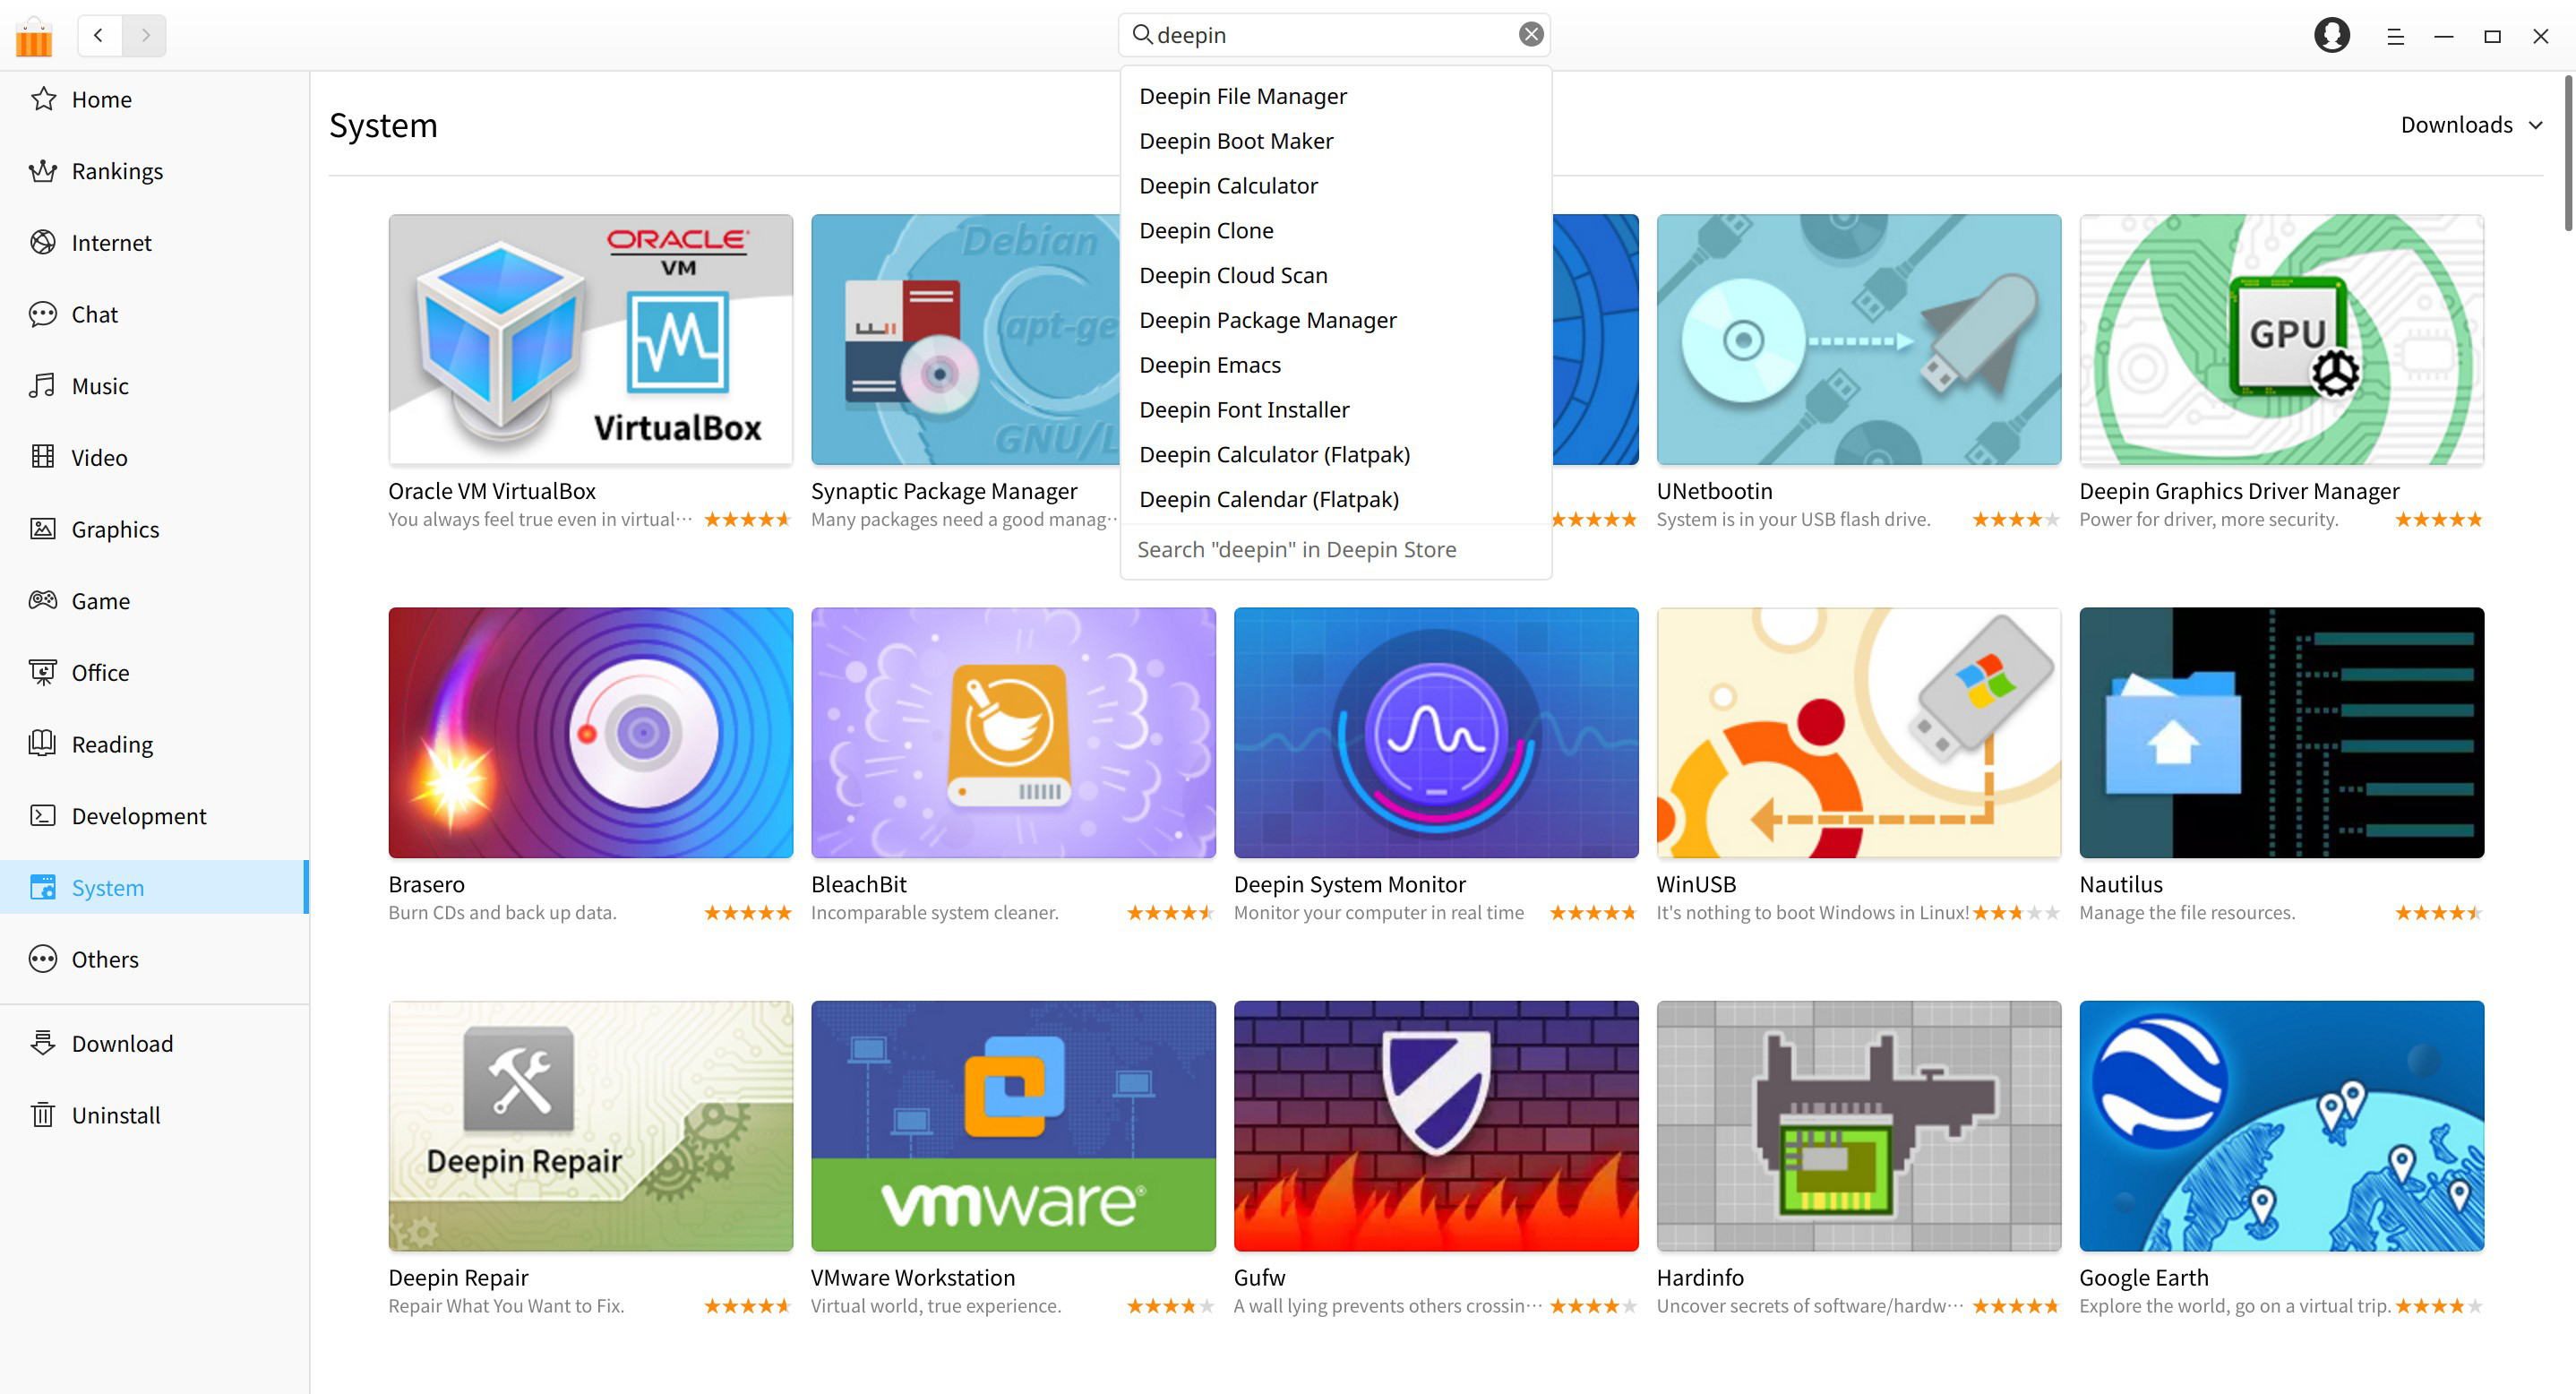 deepin
Home
Rankings
Internet
Chat
Music
Video
Graphics
Game
Office
Reading
Development
System
Others
Download
Uninstall
System
Downloads
Deepin File Manager
Deepin Boot Maker
Deepin Calculator
Deepin Clone
Deepin Cloud Scan
Deepin Package Manager
Deepin Emacs
Deepin Font Installer
Deepin Calculator (Flatpak)
Deepin Calendar (Flatpak)
Search "deepin" in Deepin Store
ORACLE
VM
VirtualBox
Oracle VM VirtualBox
You always feel true even in virtual···
Debian
apt-ge
GNU/L
Synaptic Package Manager
Many packages need a good manag···
UNetbootin
System is in your USB flash drive.
GPU
Deepin Graphics Driver Manager
Power for driver, more security.
Brasero
Burn CDs and back up data.
BleachBit
Incomparable system cleaner.
Deepin System Monitor
Monitor your computer in real time
WinUSB
It's nothing to boot Windows in Linux!
Nautilus
Manage the file resources.
Deepin Repair
Deepin Repair
Repair What You Want to Fix.
vmware®
VMware Workstation
Virtual world, true experience.
Gufw
A wall lying prevents others crossin···
Hardinfo
Uncover secrets of software/hardw···
Google Earth
Explore the world, go on a virtual trip.